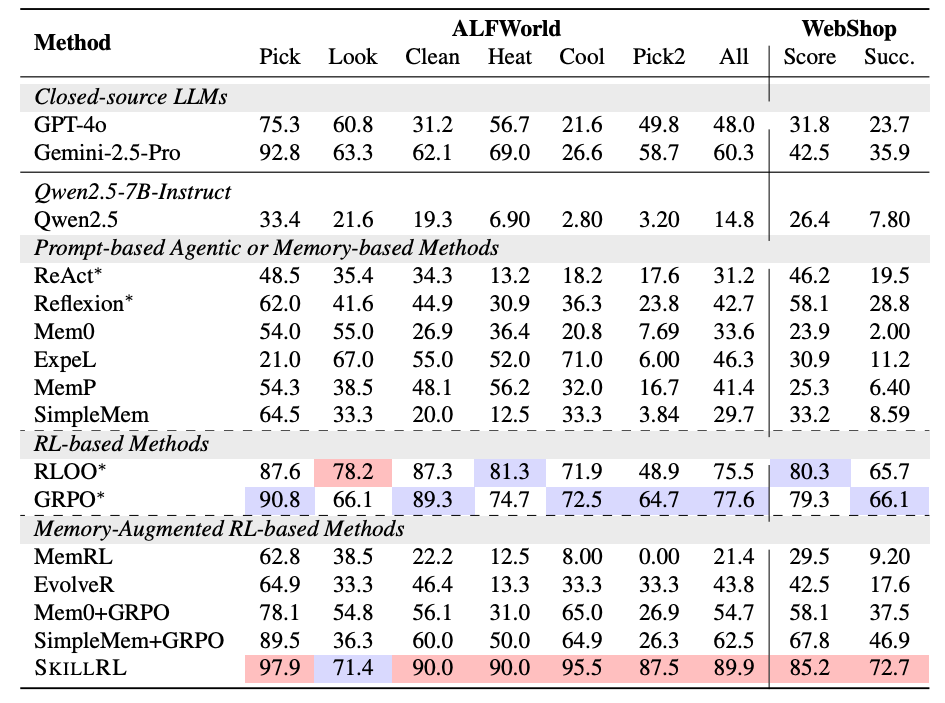 Method ALFWorld WebShop
Pick Look Clean Heat Cool Pick2 All Score Succ.
Closed-source LLMs
GPT-4o 75.3 60.8 31.2 56.7 21.6 49.8 48.0 31.8 23.7
Gemini-2.5-Pro 92.8 63.3 62.1 69.0 26.6 58.7 60.3 42.5 35.9
Qwen2.5-7B-Instruct
Qwen2.5 33.4 21.6 19.3 6.90 2.80 3.20 14.8 26.4 7.80
Prompt-based Agentic or Memory-based Methods
ReAct* 48.5 35.4 34.3 13.2 18.2 17.6 31.2 46.2 19.5
Reflexion* 62.0 41.6 44.9 30.9 36.3 23.8 42.7 58.1 28.8
Mem0 54.0 55.0 26.9 36.4 20.8 7.69 33.6 23.9 2.00
ExpeL 21.0 67.0 55.0 52.0 71.0 6.00 46.3 30.9 11.2
MemP 54.3 38.5 48.1 56.2 32.0 16.7 41.4 25.3 6.40
SimpleMem 64.5 33.3 20.0 12.5 33.3 3.84 29.7 33.2 8.59
RL-based Methods
RLOO* 87.6 78.2 87.3 81.3 71.9 48.9 75.5 80.3 65.7
GRPO* 90.8 66.1 89.3 74.7 72.5 64.7 77.6 79.3 66.1
Memory-Augmented RL-based Methods
MemRL 62.8 38.5 22.2 12.5 8.00 0.00 21.4 29.5 9.20
EvolveR 64.9 33.3 46.4 13.3 33.3 33.3 43.8 42.5 17.6
Mem0+GRPO 78.1 54.8 56.1 31.0 65.0 26.9 54.7 58.1 37.5
SimpleMem+GRPO 89.5 36.3 60.0 50.0 64.9 26.3 62.5 67.8 46.9
SKILLRL 97.9 71.4 90.0 90.0 95.5 87.5 89.9 85.2 72.7